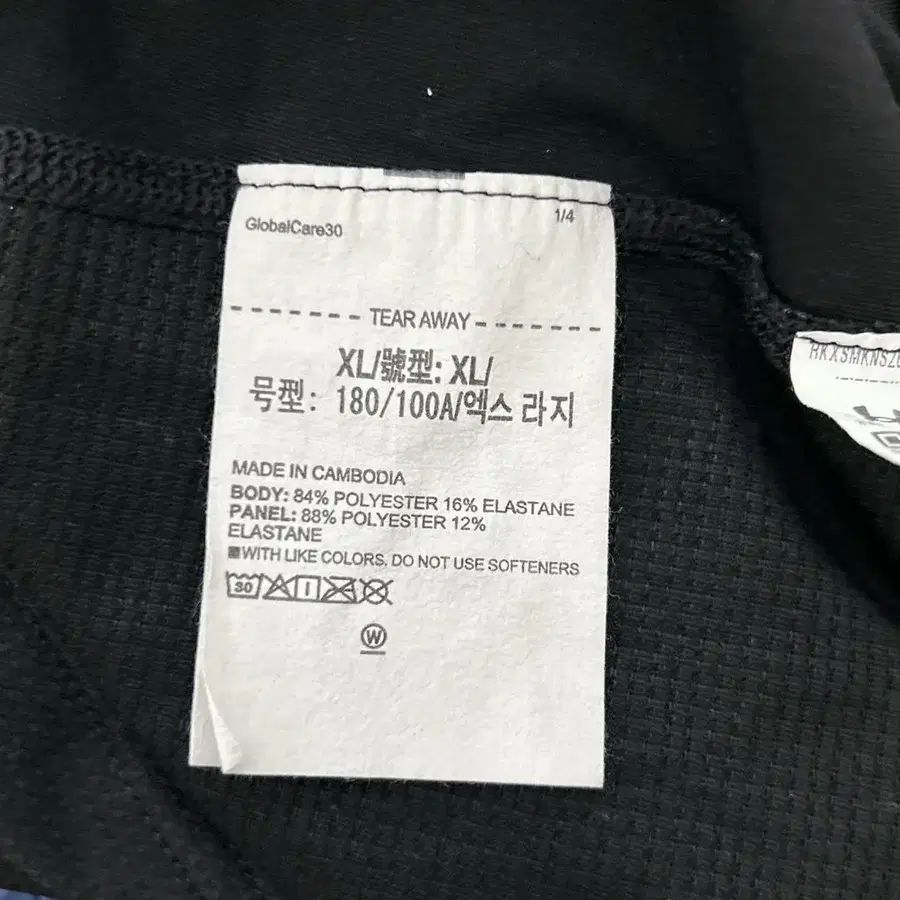 GlobalCare30
1/4
TEAR AWAY
XL/號型: XL/
号型: 180/100A/엑스 라지
MADE IN CAMBODIA
BODY: 84% POLYESTER 16% ELASTANE
PANEL: 88% POLYESTER 12%
ELASTANE
WITH LIKE COLORS. DO NOT USE SOFTENERS
30
W